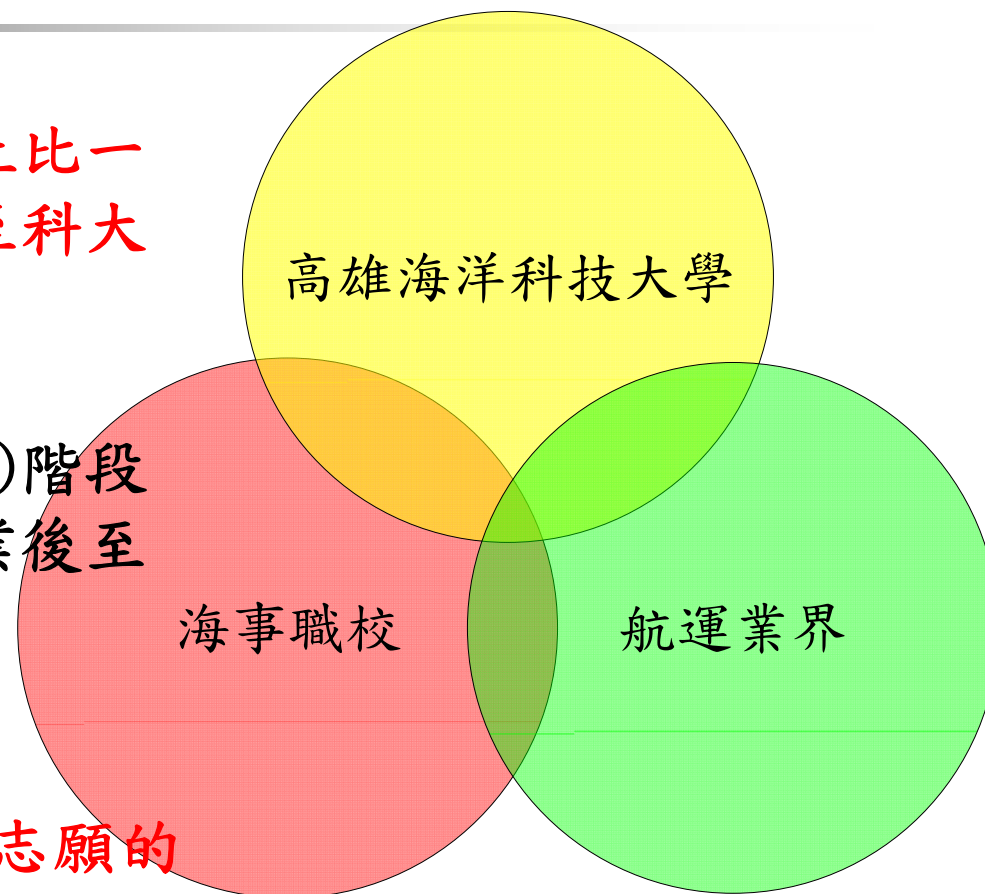 比一
科大
高雄海洋科技大學
)階段
後至
海事職校
航運業界
志願的